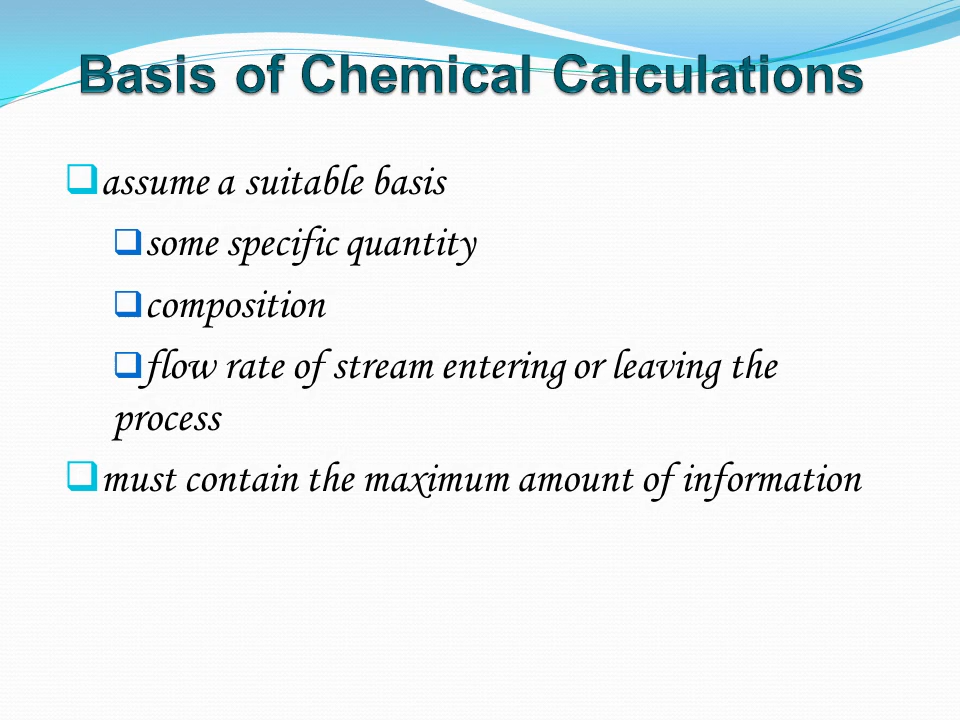 Basis of Chemical Calculations
assume a suitable basis
some specific quantity
composition
flow rate of stream entering or leaving the
process
must contain the maximum amount of information